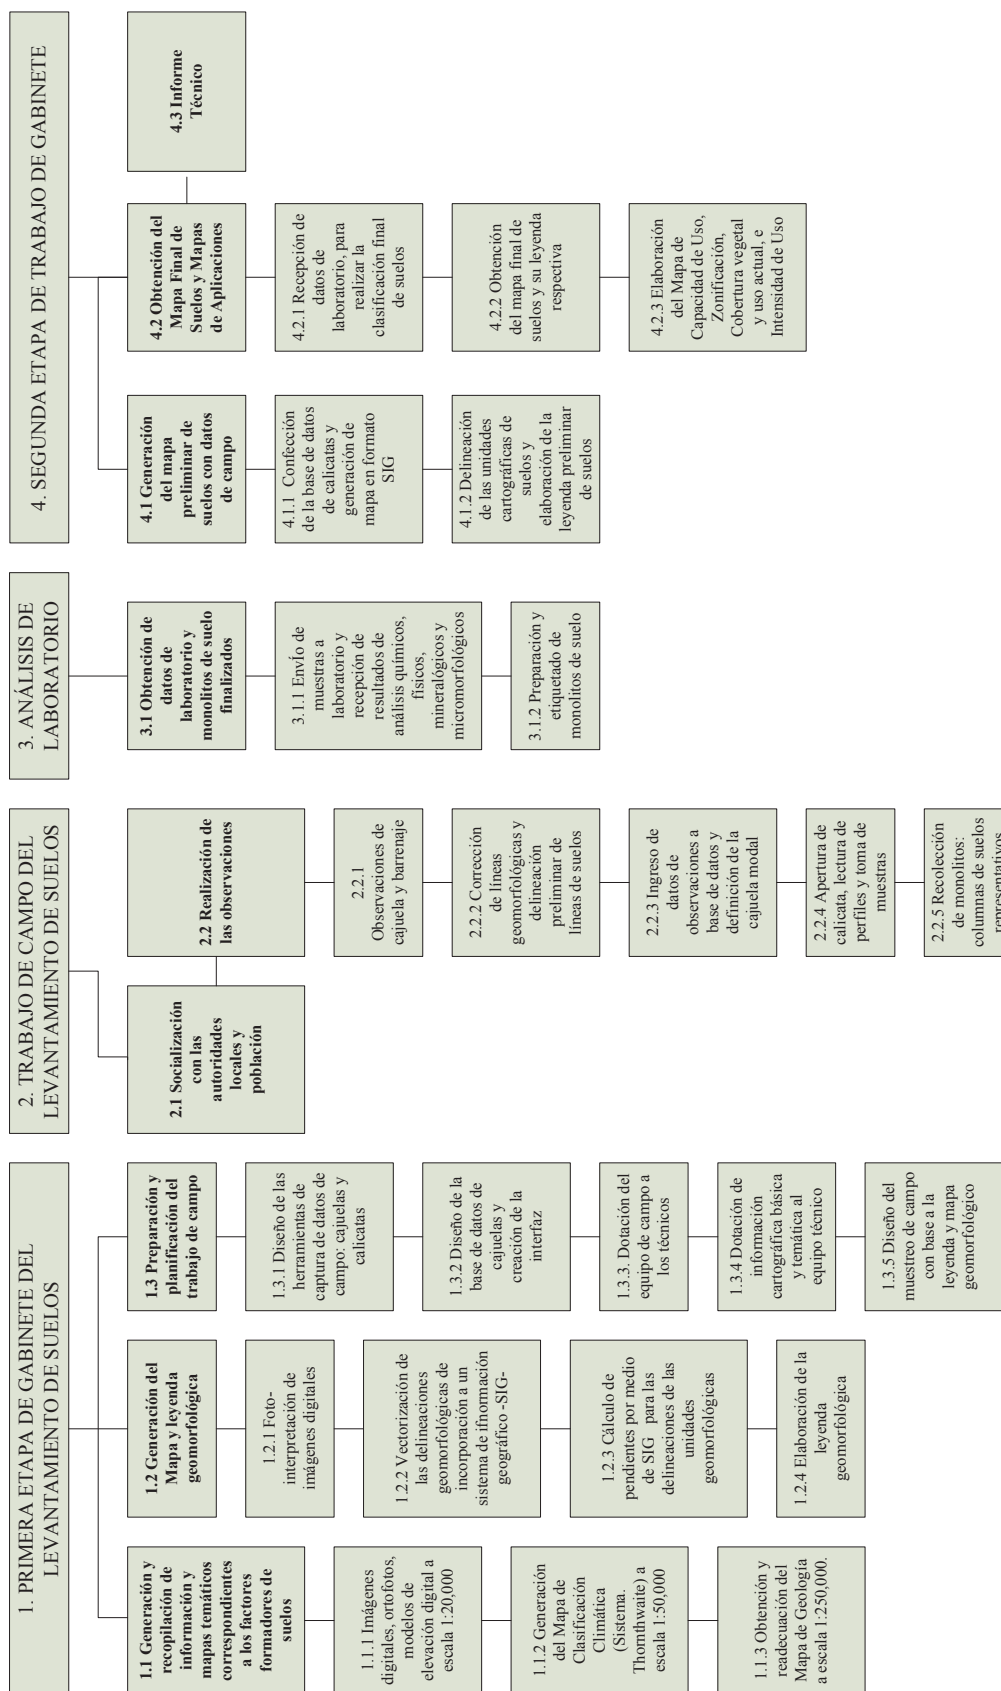 1. PRIMERA ETAPA DE GABINETE DEL
LEVANTAMIENTO DE SUELOS
1.1 Generación y
recopilación de
información y
mapas temáticos
correspondientes
a los factores
formadores de
suelos
1.1.1 Imágenes
digitales, ortofotos,
modelos de
elevación digital a
escala 1:20,000
1.1.2 Generación
del Mapa de
Clasificación
Climática
(Sistema.
Thornthwaite) a
escala 1:50,000
1.1.3 Obtención y
readecuación del
Mapa de Geología
a escala 1:250,000.
1.2 Generación del
Mapa y leyenda
geomorfológica
1.2.1 Foto-
interpretación de
imágenes digitales
1.2.2 Vectorización de
las delineaciones
geomorfológicas de
incorporación a un
sistema de ifnormación
geográfico -SIG-
1.2.3 Cálculo de
pendientes por medio
de SIG para las
delineaciones de las
unidades
geomorfológicas
1.2.4 Elaboración de la
leyenda
geomorfológica
1.3 Preparación y
planificación del
trabajo de campo
1.3.1 Diseño de las
herramientas de
captura de datos de
campo: cajuelas y
calicatas
1.3.2 Diseño de la
base de datos de
cajuelas y
creación de la
interfaz
1.3.3. Dotación del
equipo de campo a
los técnicos
1.3.4 Dotación de
información
cartográfica básica
y temática al
equipo técnico
1.3.5 Diseño del
muestreo de campo
con base a la
leyenda y mapa
geomorfológico
2. TRABAJO DE CAMPO DEL
LEVANTAMIENTO DE SUELOS
2.1 Socialización
con las
autoridades
locales y
población
2.2 Realización de
las observaciones
2.2.1
Observaciones de
cajuela y barrenaje
2.2.2 Corrección
de líneas
geomorfológicas y
delineación
preliminar de
líneas de suelos
2.2.3 Ingreso de
datos de
observaciones a
base de datos y
definición de la
cajuela modal
2.2.4 Apertura de
calicata, lectura de
perfiles y toma de
muestras
2.2.5 Recolección
de monolitos:
columnas de suelos
representativos
3. ANÁLISIS DE
LABORATORIO
3.1 Obtención de
datos de
laboratorio y
monolitos de suelo
finalizados
3.1.1 EnvÍo de
muestras a
laboratorio y
recepción de
resultados de
análisis químicos,
físicos,
mineralógicos y
micromorfológicos
3.1.2 Preparación y
etiquetado de
monolitos de suelo
4. SEGUNDA ETAPA DE TRABAJO DE GABINETE
4.1 Generación
del mapa
preliminar de
suelos con datos
de campo
4.1.1 Confección
de la base de datos
de calicatas y
generación de
mapa en formato
SIG
4.1.2 Delineación
de las unidades
cartográficas de
suelos y
elaboración de la
leyenda preliminar
de suelos
4.2 Obtención del
Mapa Final de
Suelos y Mapas
de Aplicaciones
4.2.1 Recepción de
datos de
laboratorio, para
realizar la
clasificación final
de suelos
4.2.2 Obtención
del mapa final de
suelos y su leyenda
respectiva
4.2.3 Elaboración
del Mapa de
Capacidad de Uso,
Zonificación,
Cobertura vegetal
y uso actual, e
Intensidad de Uso
4.3 Informe
Técnico